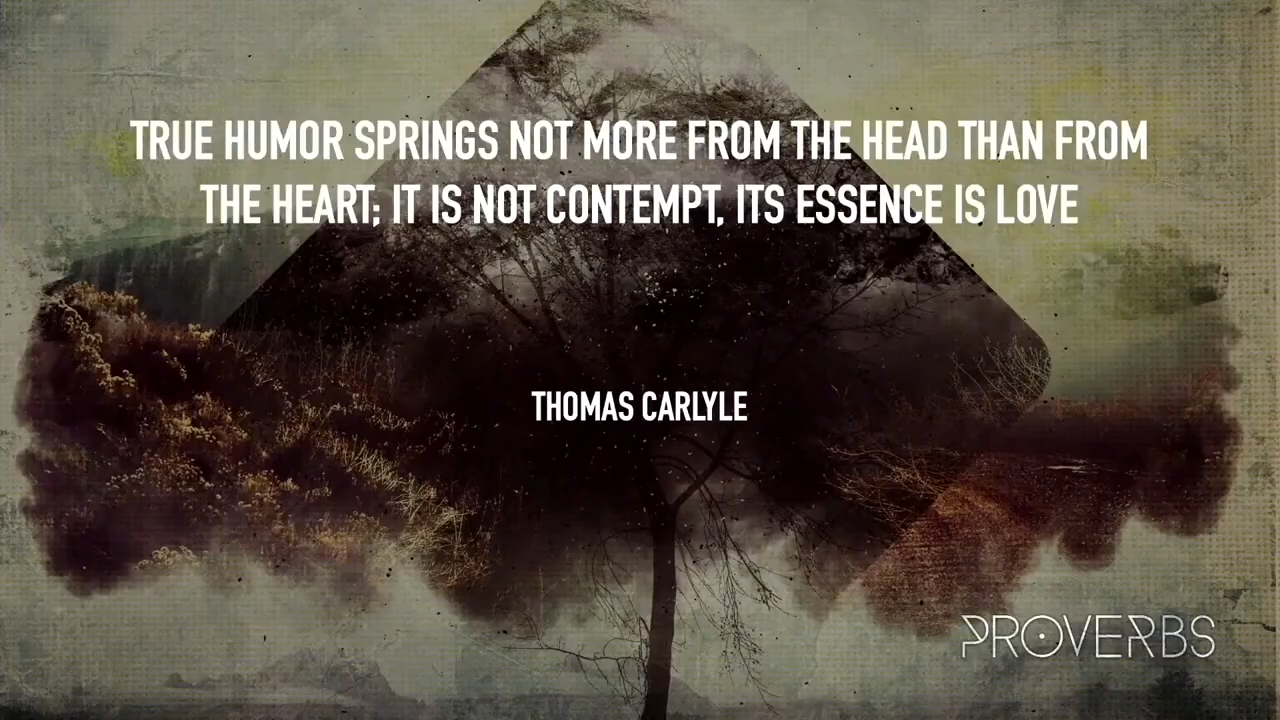 TRUE HUMOR SPRINGS NOT MORE FROM THE HEAD THAN FROM
THE HEART; IT IS NOT CONTEMPT, ITS ESSENCE IS LOVE
THOMAS CARLYLE
PROVERBS